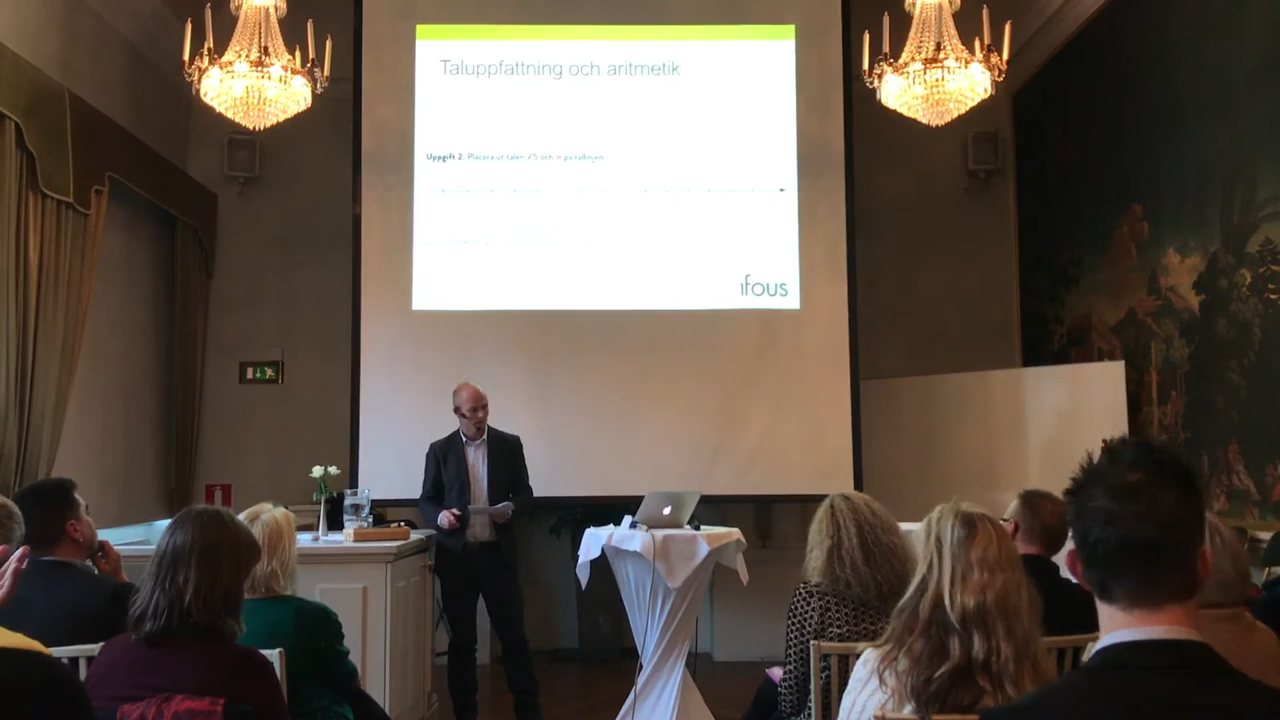 Taluppfattning och aritmetik
Uppgift 2. Placera ut talen √5 och π på tallinjen
ifous